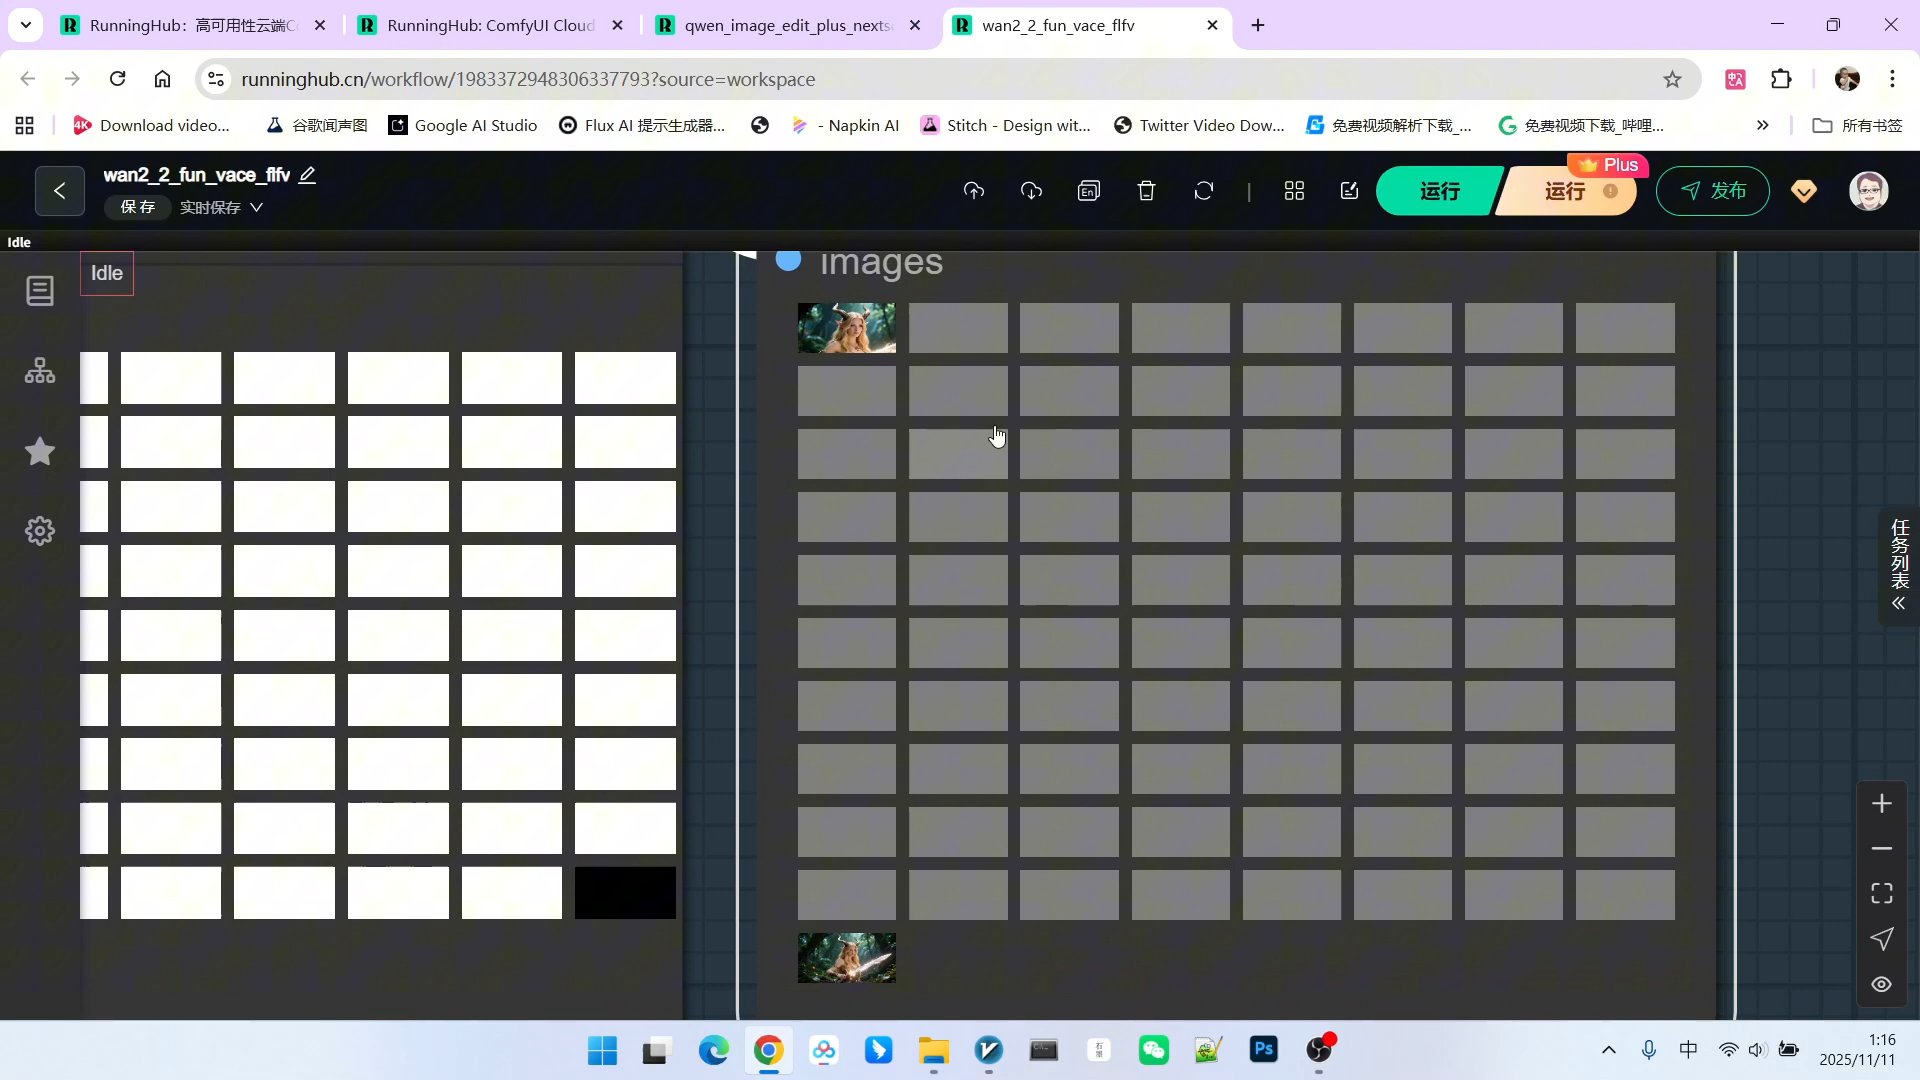 RunningHub：高可用性云端C
RunningHub: ComfyUI Cloud
qwen_image_edit_plus_nextsc
wan2_2_fun_vace_flfv
runninghub.cn/workflow/1983372948306337793?source=workspace
4K Download video...
谷歌闻声图
Google AI Studio
Flux AI 提示生成器...
- Napkin AI
Stitch - Design wit...
Twitter Video Dow...
免费视频解析下载_...
免费视频下载_哔哩...
所有书签
wan2_2_fun_vace_flfv
保存 实时保存
En
运行
运行
Plus
发布
Idle
Idle
images
任务列表
Ps
中
1:16
2025/11/11